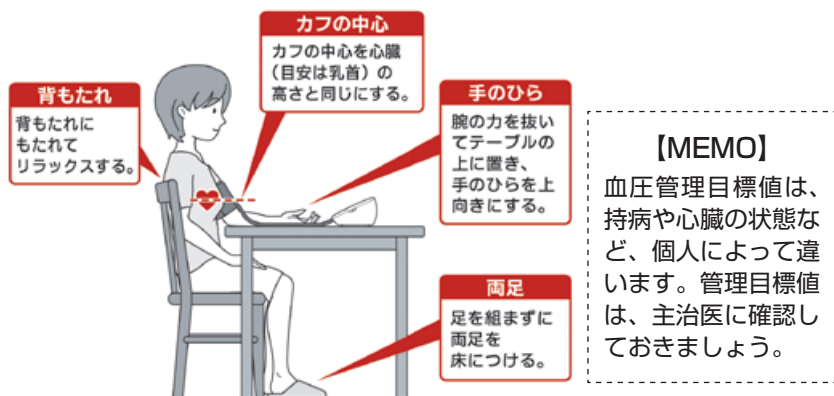 カフの中心
カフの中心を心臓
（目安は乳首）の
高さと同じにする。
背もたれ
背もたれに
もたれて
リラックスする。
手のひら
腕の力を抜い
てテーブルの
上に置き、
手のひらを上
向きにする。
両足
足を組まずに
両足を
床につける。
【MEMO】
血圧管理目標値は、
持病や心臓の状態な
ど、個人によって違
います。管理目標値
は、主治医に確認し
ておきましょう。